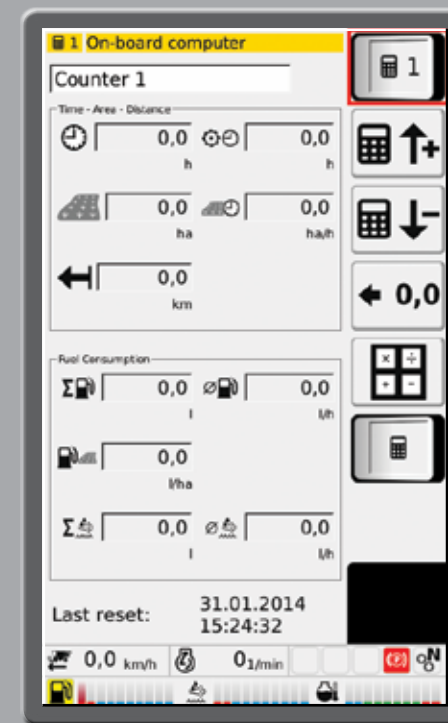 1 On-board computer
1
Counter 1
Time - Area - Distance
0,0 0,0
h h
0,0 0,0
ha ha/h
0,0
km
0,0
Fuel Consumption
Σ 0,0 ⌀ 0,0
l l/h
0,0
l/ha
Σ 0,0 ⌀ 0,0
l l/h
× ÷
+ -
Last reset: 31.01.2014
15:24:32
0,0 km/h 0 1/min (P) N